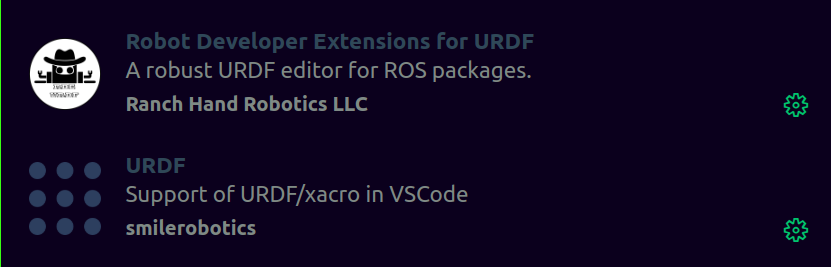 Robot Developer Extensions for URDF
A robust URDF editor for ROS packages.
Ranch Hand Robotics LLC
URDF
Support of URDF/xacro in VSCode
smilerobotics